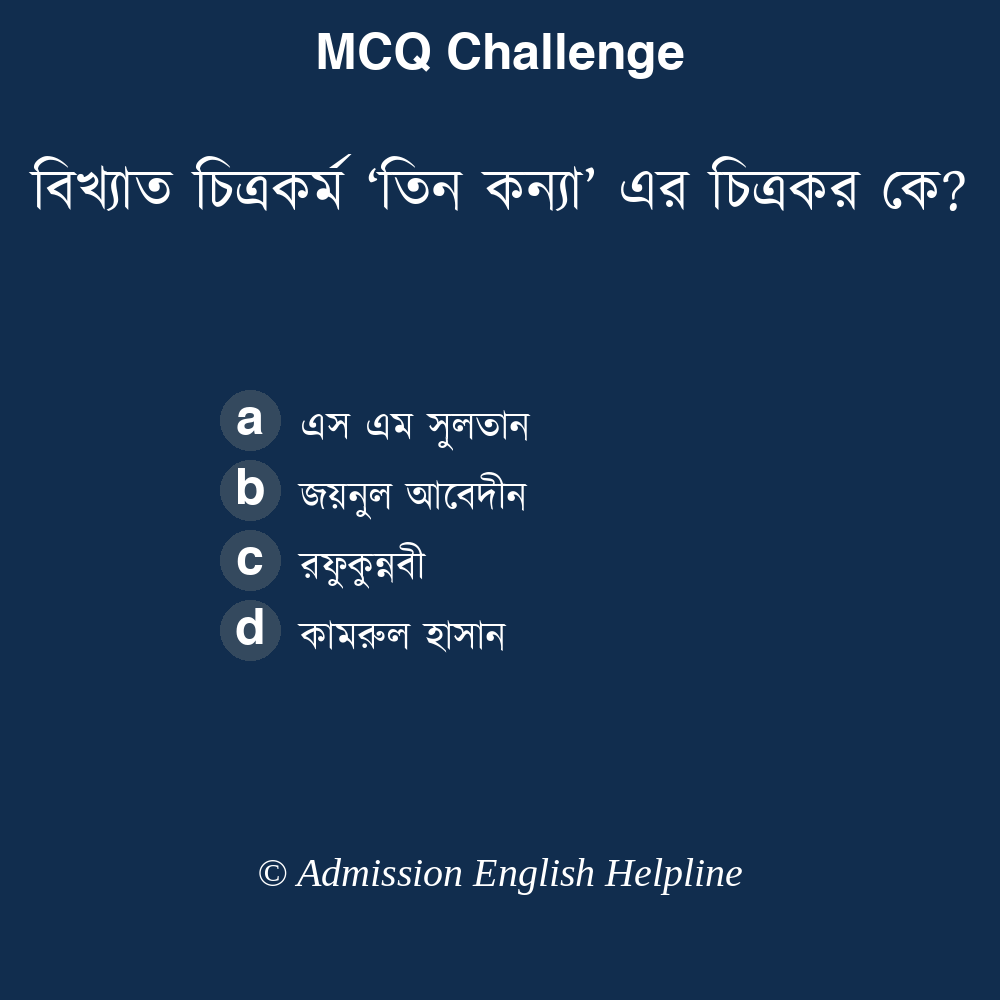 MCQ Challenge
বিখ্যাত চিত্রকর্ম ‘তিন কন্যা’ এর চিত্রকর কে?
a এস এম সুলতান
b জয়নুল আবেদীন
c রফুকুন্নবী
d কামরুল হাসান
© Admission English Helpline